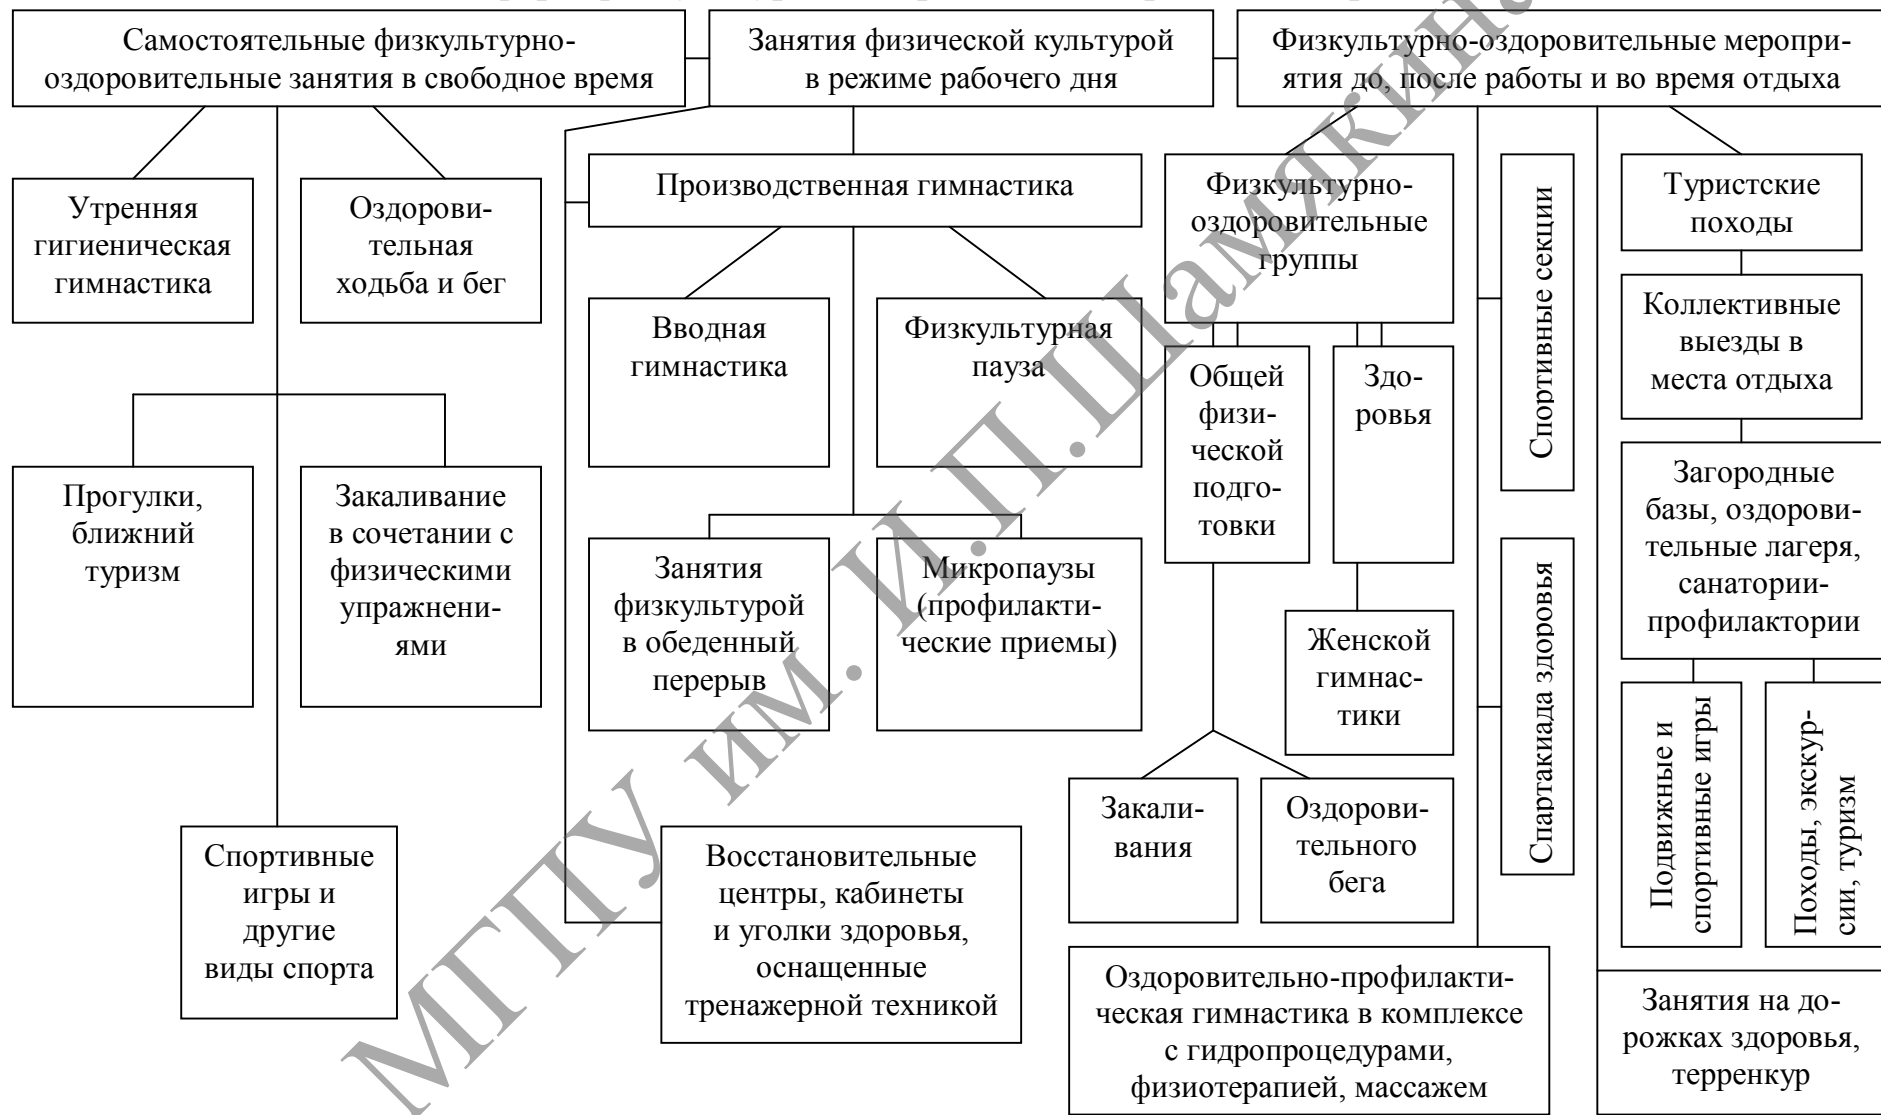 Самостоятельные физкультурно-
оздоровительные занятия в свободное время
Занятия физической культурой
в режиме рабочего дня
Физкультурно-оздоровительные меропри-
ятия до, после работы и во время отдыха
Утренняя
гигиеническая
гимнастика
Оздорови-
тельная
ходьба и бег
Производственная гимнастика
Физкультурно-
оздоровительные
группы
Спортивные секции
Туристские
походы
Вводная
гимнастика
Физкультурная
пауза
Коллективные
выезды в
места отдыха
Общей
физи-
ческой
подго-
товки
Здо-
ровья
Прогулки,
ближний
туризм
Закаливание
в сочетании с
физическими
упражнени-
ями
Загородные
базы, оздорови-
тельные лагеря,
санатории-
профилактории
Занятия
физкультурой
в обеденный
перерыв
Микропаузы
(профилакти-
ческие приемы)
Спартакиада здоровья
Женской
гимнас-
тики
Подвижные и
спортивные игры
Походы, экскур-
сии, туризм
Закали-
вания
Оздорови-
тельного
бега
Спортивные
игры и
другие
виды спорта
Восстановительные
центры, кабинеты
и уголки здоровья,
оснащенные
тренажерной техникой
Оздоровительно-профилакти-
ческая гимнастика в комплексе
с гидропроцедурами,
физиотерапией, массажем
Занятия на до-
рожках здоровья,
терренкур
МГПУ им. И.П.Шамякина